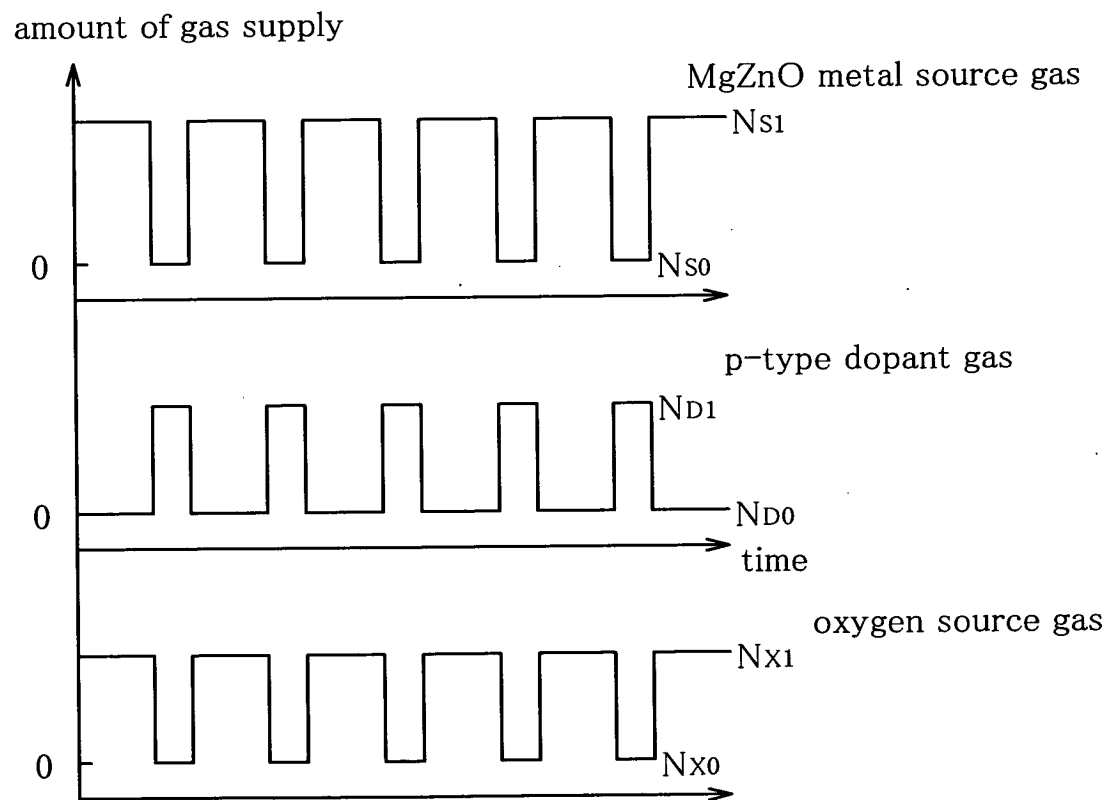 amount of gas supply
MgZnO metal source gas
NS1
0
NS0
p-type dopant gas
ND1
0
ND0
time
oxygen source gas
NX1
0
NX0